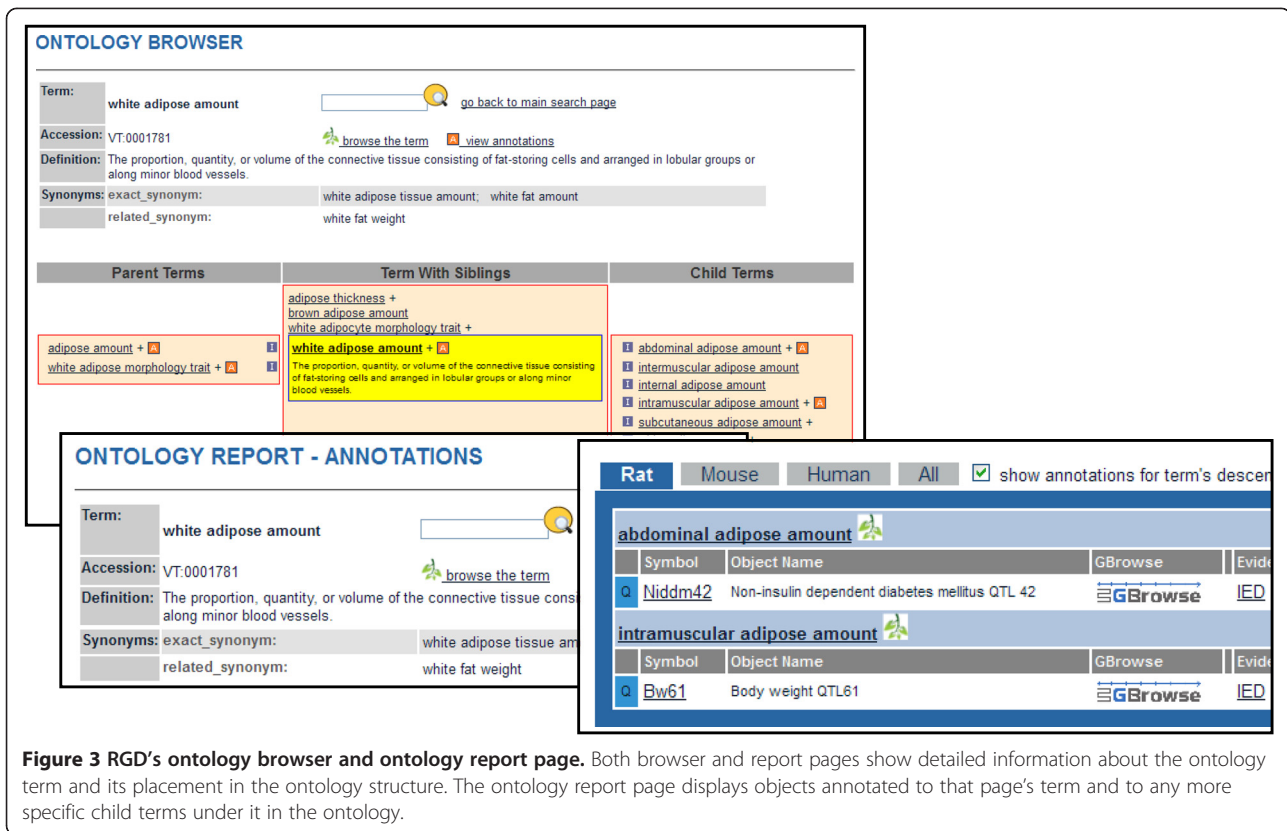 ONTOLOGY BROWSER
Term: white adipose amount go back to main search page
Accession: VT:0001781 browse the term A view annotations
Definition: The proportion, quantity, or volume of the connective tissue consisting of fat-storing cells and arranged in lobular groups or
along minor blood vessels.
Synonyms: exact_synonym: white adipose tissue amount; white fat amount
related_synonym: white fat weight
Parent Terms Term With Siblings Child Terms
adipose thickness +
brown adipose amount
white adipocyte morphology trait +
adipose amount + A I
white adipose morphology trait + A I
white adipose amount + A
The proportion, quantity, or volume of the connective tissue consisting
of fat-storing cells and arranged in lobular groups or along minor
blood vessels.
I abdominal adipose amount + A
I intermuscular adipose amount
I internal adipose amount
I intramuscular adipose amount + A
I subcutaneous adipose amount +
ONTOLOGY REPORT - ANNOTATIONS
Term: white adipose amount
Accession: VT:0001781 browse the term
Definition: The proportion, quantity, or volume of the connective tissue consi
along minor blood vessels.
Synonyms: exact_synonym: white adipose tissue am
related_synonym: white fat weight
Rat Mouse Human All show annotations for term's descen
abdominal adipose amount
Symbol Object Name GBrowse Evide
Q Niddm42 Non-insulin dependent diabetes mellitus QTL 42 GBrowse IED
intramuscular adipose amount
Symbol Object Name GBrowse Evide
Q Bw61 Body weight QTL61 GBrowse IED
Figure 3 RGD's ontology browser and ontology report page. Both browser and report pages show detailed information about the ontology
term and its placement in the ontology structure. The ontology report page displays objects annotated to that page's term and to any more
specific child terms under it in the ontology.